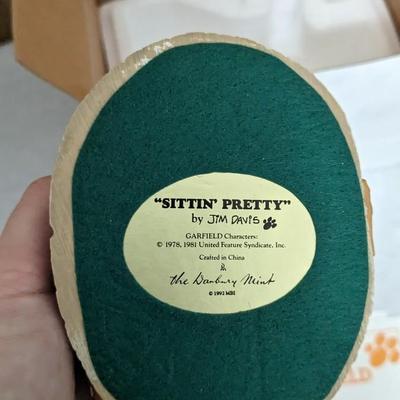 "SITTIN' PRETTY"
by JIM DAVIS
GARFIELD Characters:
© 1978, 1981 United Feature Syndicate, Inc.
Crafted in China
The Danbury Mint
© 1992 MBI